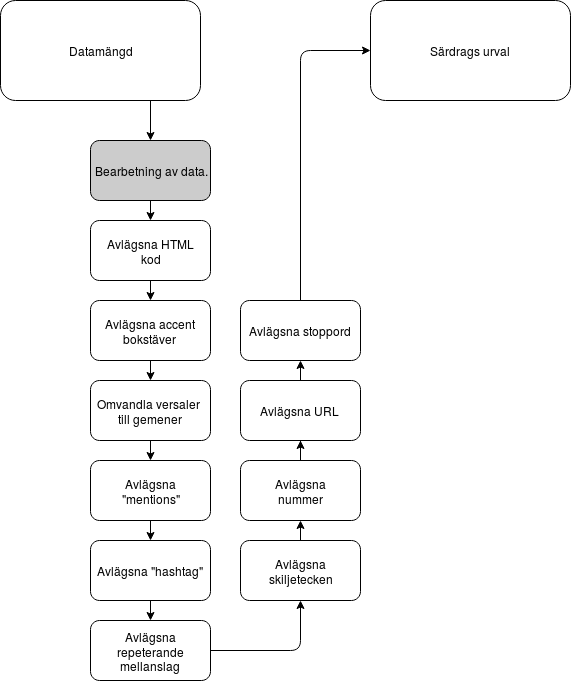 Datamängd
Särdrags urval
Bearbetning av data.
Avlägsna HTML
kod
Avlägsna accent
bokstäver
Omvandla versaler
till gemener
Avlägsna
"mentions"
Avlägsna "hashtag"
Avlägsna
repeterande
mellanslag
Avlägsna
skiljetecken
Avlägsna
nummer
Avlägsna URL
Avlägsna stoppord